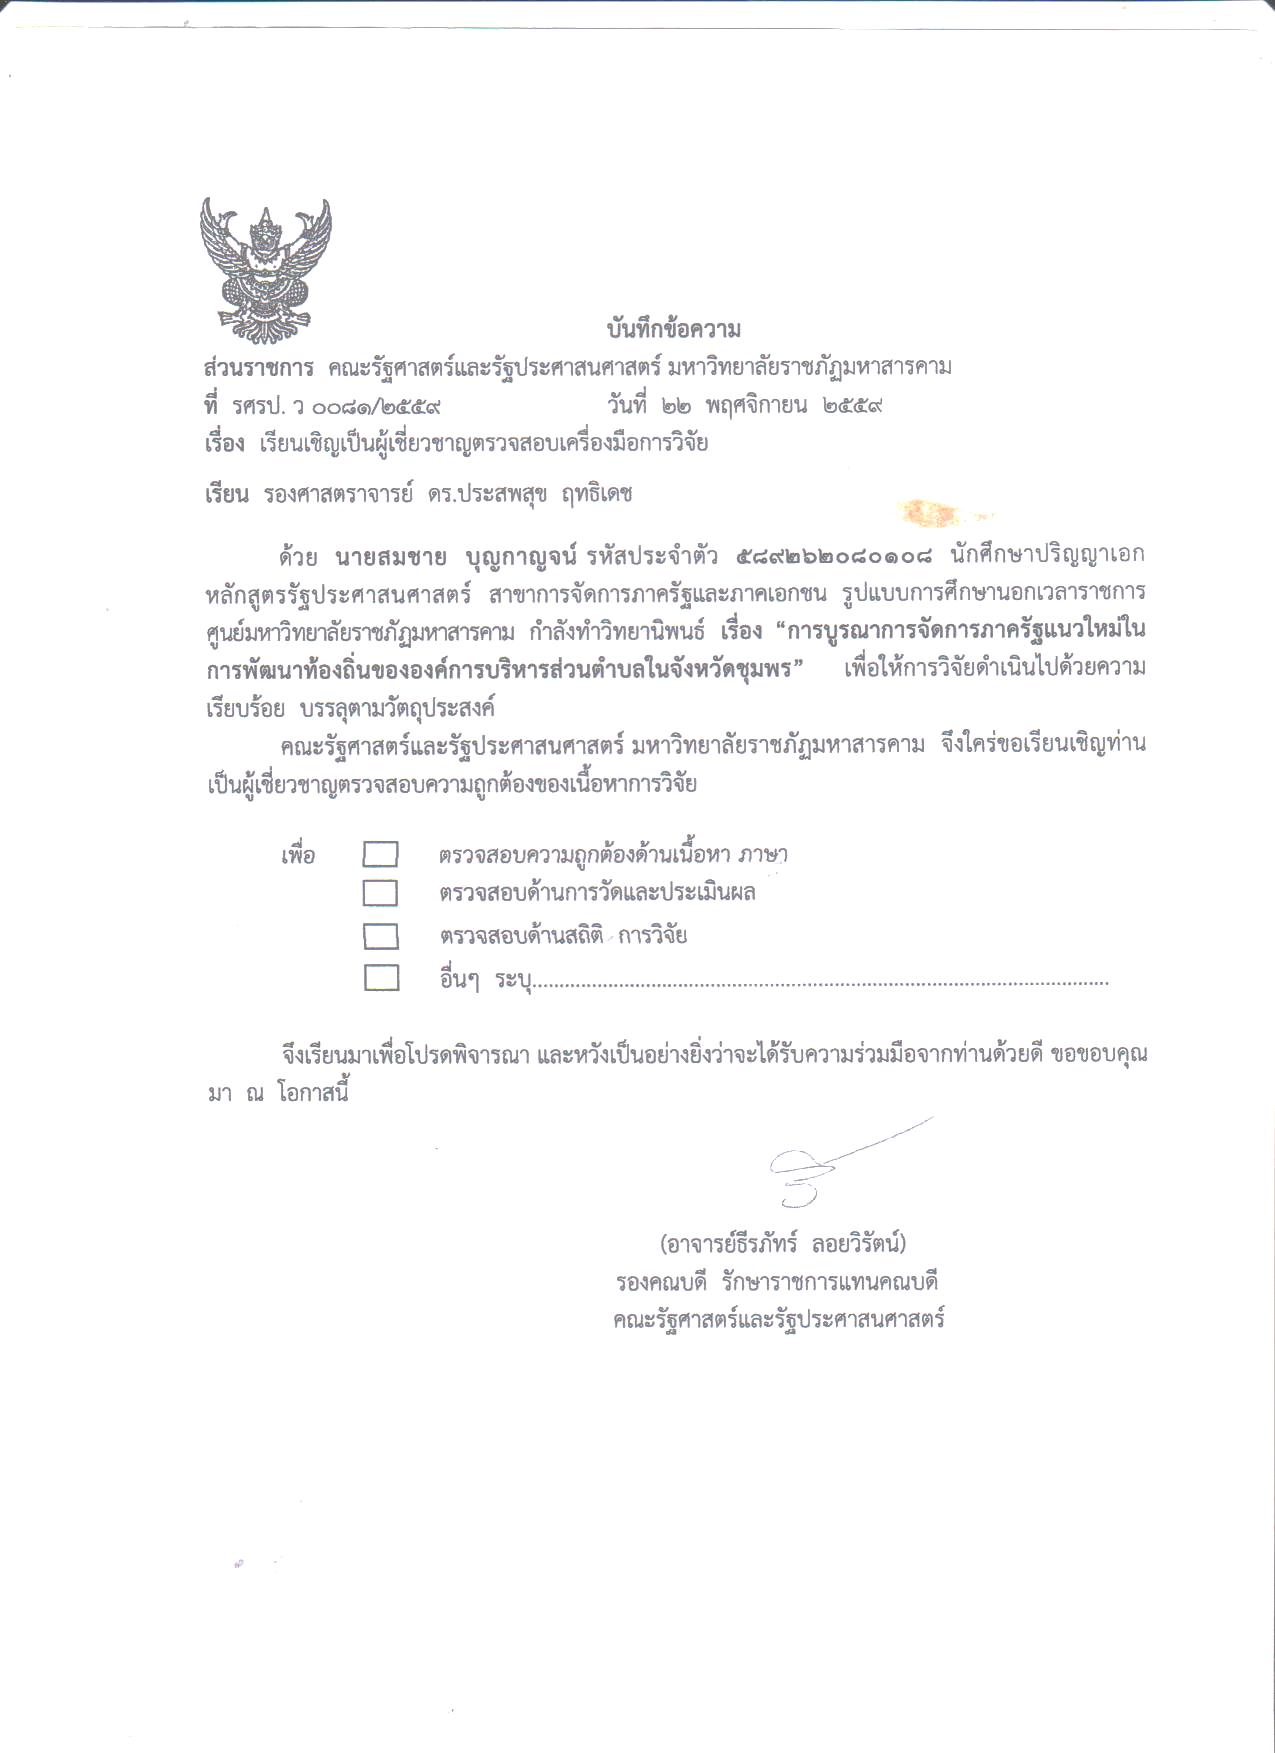 บันทึกข้อความ
ส่วนราชการ คณะรัฐศาสตร์และรัฐประศาสนศาสตร์ มหาวิทยาลัยราชภัฏมหาสารคาม
ที่ รศรป. ว ๐๐๘๑/๒๕๕๙ วันที่ ๒๒ พฤศจิกายน ๒๕๕๙
เรื่อง เรียนเชิญเป็นผู้เชี่ยวชาญตรวจสอบเครื่องมือการวิจัย
เรียน รองศาสตราจารย์ ดร.ประสพสุข ฤทธิเดช
ด้วย นายสมชาย บุญกาญจน์ รหัสประจำตัว ๕๘๙๒๖๒๐๘๐๑๐๘ นักศึกษาปริญญาเอก
หลักสูตรรัฐประศาสนศาสตร์ สาขาการจัดการภาครัฐและภาคเอกชน รูปแบบการศึกษานอกเวลาราชการ
ศูนย์มหาวิทยาลัยราชภัฏมหาสารคาม กำลังทำวิทยานิพนธ์ เรื่อง “การบูรณาการจัดการภาครัฐแนวใหม่ใน
การพัฒนาท้องถิ่นขององค์การบริหารส่วนตำบลในจังหวัดชุมพร” เพื่อให้การวิจัยดำเนินไปด้วยความ
เรียบร้อย บรรลุตามวัตถุประสงค์
คณะรัฐศาสตร์และรัฐประศาสนศาสตร์ มหาวิทยาลัยราชภัฏมหาสารคาม จึงใคร่ขอเรียนเชิญท่าน
เป็นผู้เชี่ยวชาญตรวจสอบความถูกต้องของเนื้อหาการวิจัย
เพื่อ ตรวจสอบความถูกต้องด้านเนื้อหา ภาษา
ตรวจสอบด้านการวัดและประเมินผล
ตรวจสอบด้านสถิติ การวิจัย
อื่นๆ ระบุ..........................................................................................................
จึงเรียนมาเพื่อโปรดพิจารณา และหวังเป็นอย่างยิ่งว่าจะได้รับความร่วมมือจากท่านด้วยดี ขอขอบคุณ
มา ณ โอกาสนี้
(อาจารย์ธีรภัทร์ ลอยวิรัตน์)
รองคณบดี รักษาราชการแทนคณบดี
คณะรัฐศาสตร์และรัฐประศาสนศาสตร์